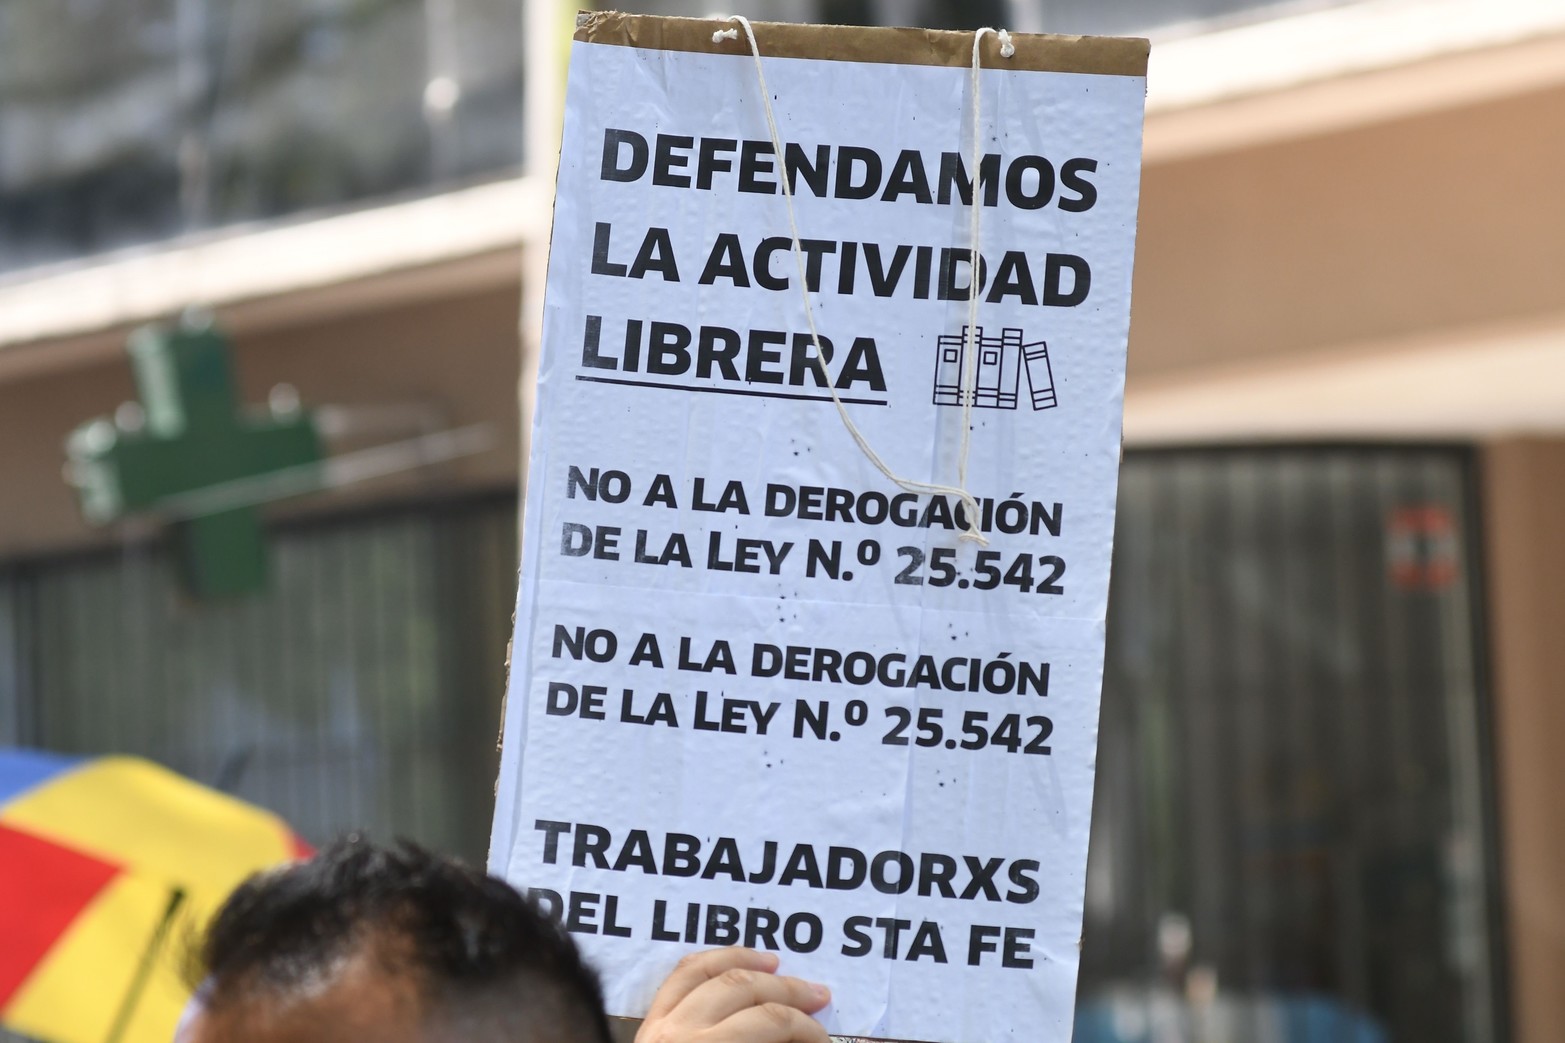 DEFENDAMOS
LA ACTIVIDAD
LIBRERA
NO A LA DEROGACIÓN
DE LA LEY N.º 25.542
NO A LA DEROGACIÓN
DE LA LEY N.º 25.542
TRABAJADORXS
DEL LIBRO STA FE